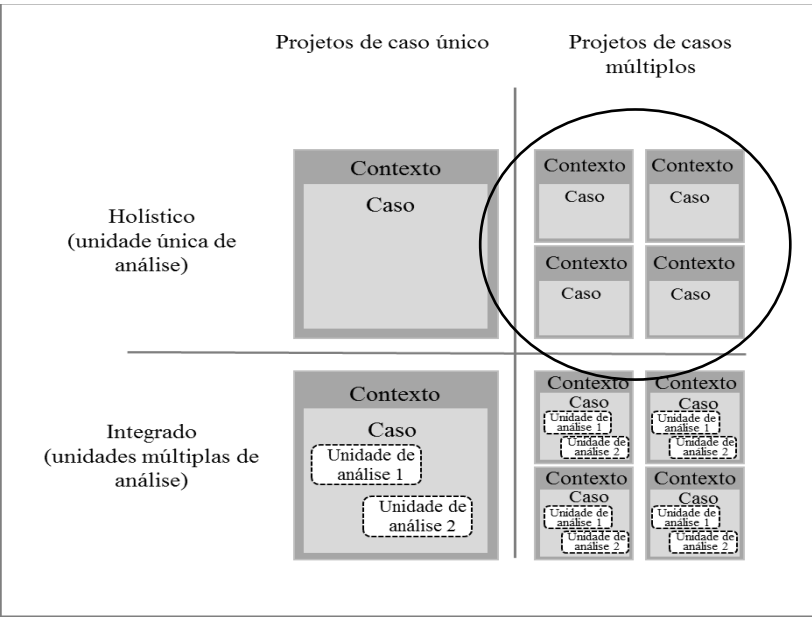 Projetos de caso único
Projetos de casos
múltiplos
Holístico
(unidade única de
análise)
Contexto
Caso
Contexto
Caso
Contexto
Caso
Contexto
Caso
Contexto
Caso
Integrado
(unidades múltiplas de
análise)
Contexto
Caso
Unidade de
análise 1
Unidade de
análise 2
Contexto
Caso
Unidade de
análise 1
Unidade de
análise 2
Contexto
Caso
Unidade de
análise 1
Unidade de
análise 2
Contexto
Caso
Unidade de
análise 1
Unidade de
análise 2
Contexto
Caso
Unidade de
análise 1
Unidade de
análise 2